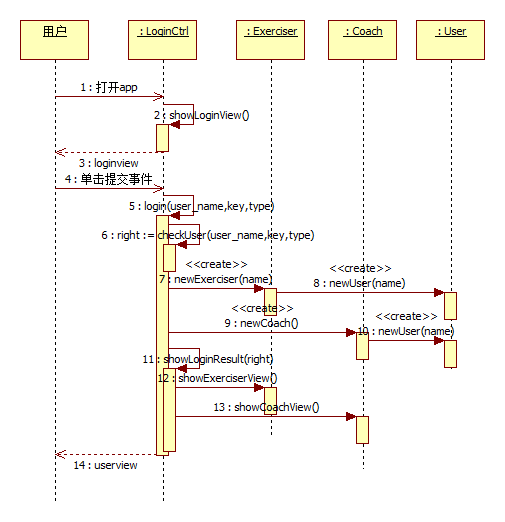 用户
: LoginCtrl
: Exerciser
: Coach
: User
1 : 打开app
2 : showLoginView()
3 : loginview
4 : 单击提交事件
5 : login(user_name,key,type)
6 : right := checkUser(user_name,key,type)
<<create>>
7 : newExerciser(name)
<<create>>
8 : newUser(name)
<<create>>
9 : newCoach()
<<create>>
10 : newUser(name)
11 : showLoginResult(right)
12 : showExerciserView()
13 : showCoachView()
14 : userview